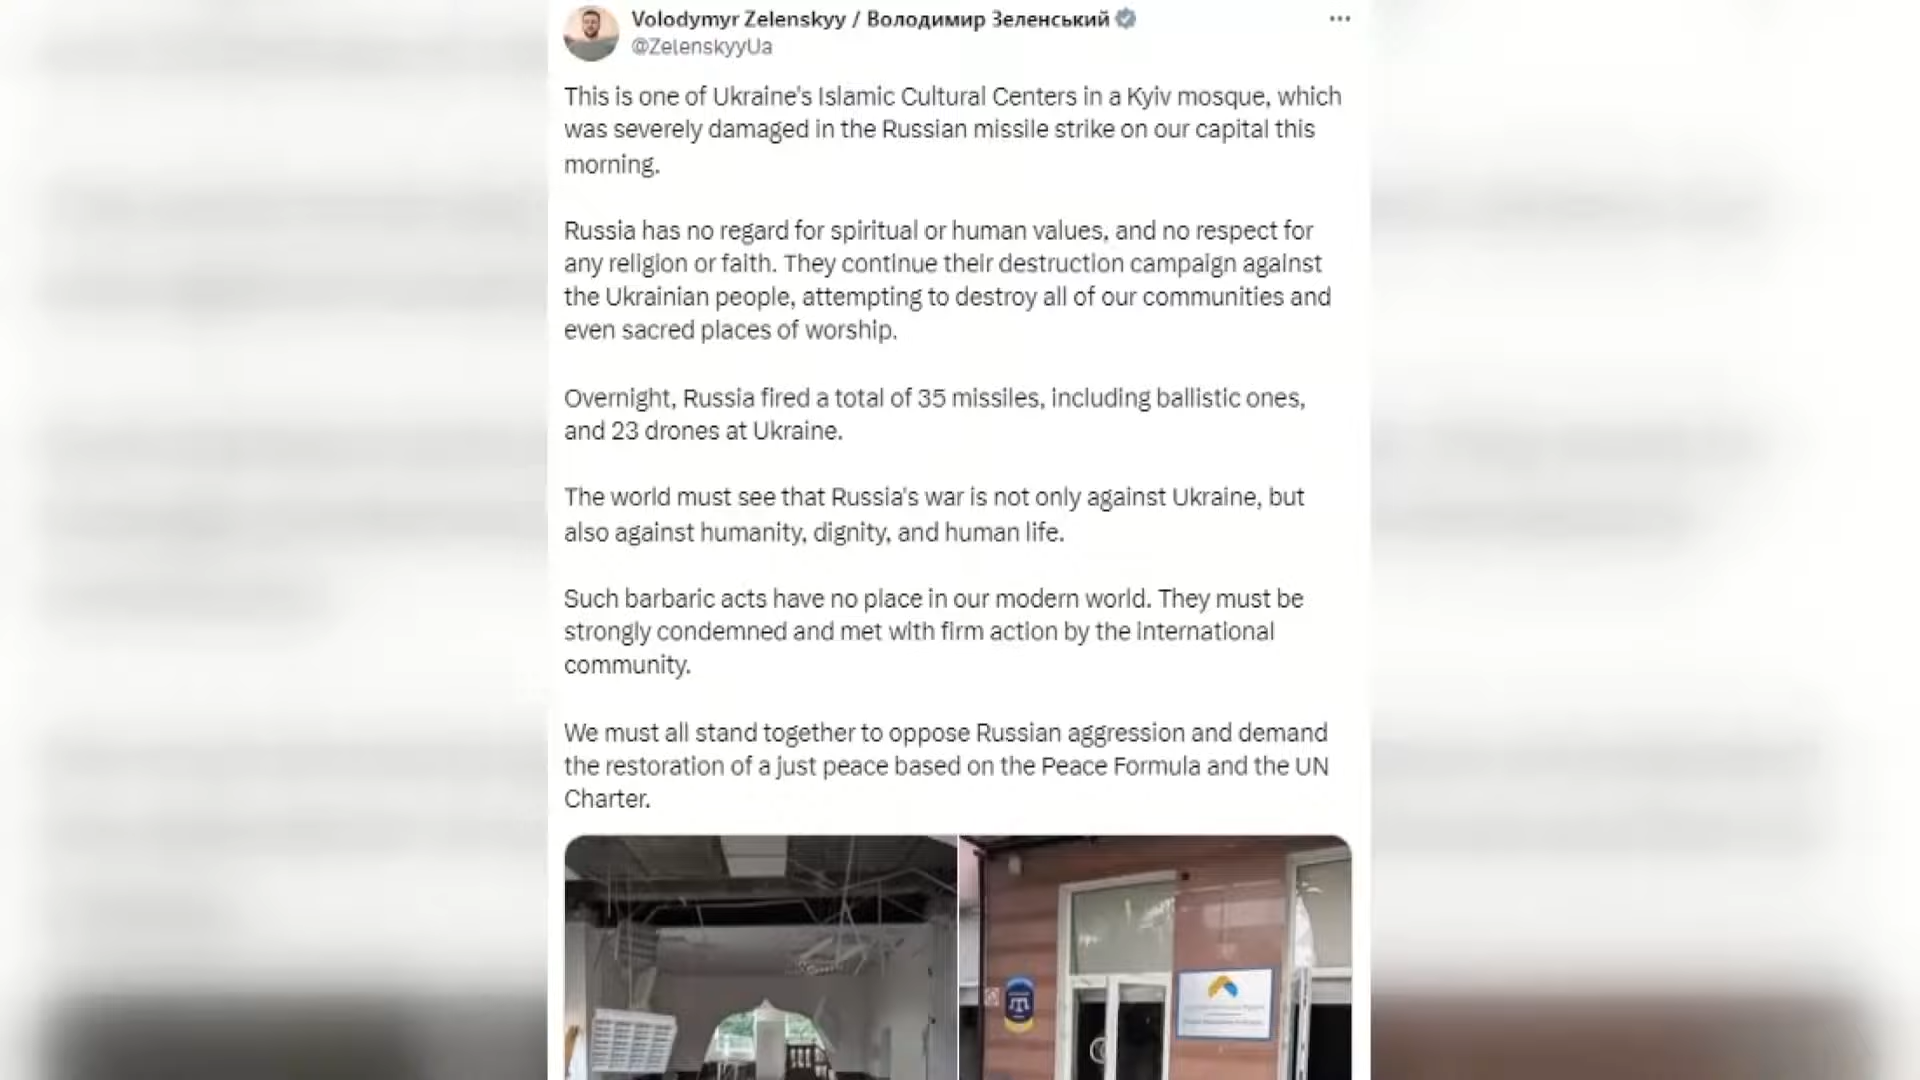 Volodymyr Zelenskyy / Володимир Зеленський
@ZelenskyyUa
This is one of Ukraine's Islamic Cultural Centers in a Kyiv mosque, which
was severely damaged in the Russian missile strike on our capital this
morning.
Russia has no regard for spiritual or human values, and no respect for
any religion or faith. They continue their destruction campaign against
the Ukrainian people, attempting to destroy all of our communities and
even sacred places of worship.
Overnight, Russia fired a total of 35 missiles, including ballistic ones,
and 23 drones at Ukraine.
The world must see that Russia's war is not only against Ukraine, but
also against humanity, dignity, and human life.
Such barbaric acts have no place in our modern world. They must be
strongly condemned and met with firm action by the international
community.
We must all stand together to oppose Russian aggression and demand
the restoration of a just peace based on the Peace Formula and the UN
Charter.